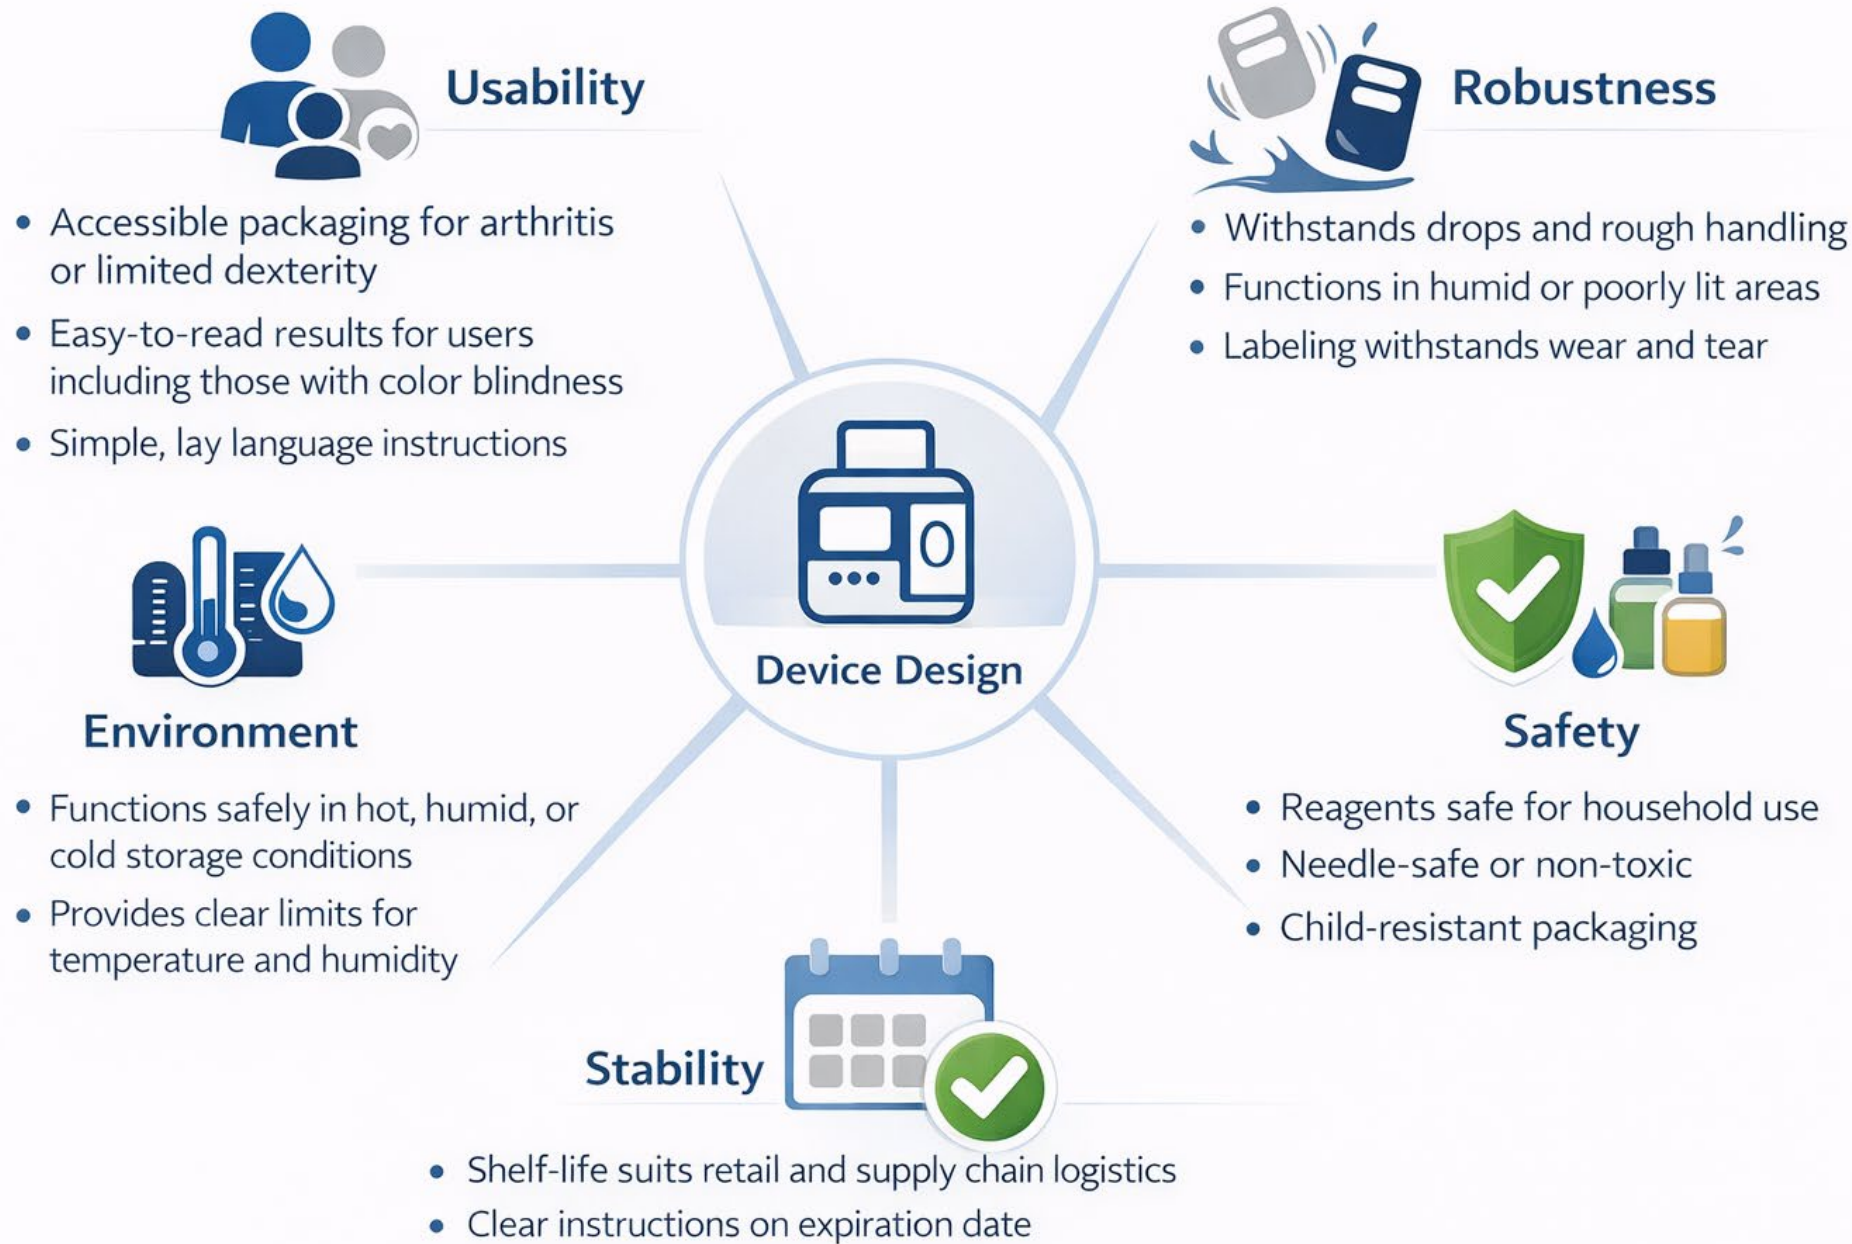 Usability
• Accessible packaging for arthritis
or limited dexterity
• Easy-to-read results for users
including those with color blindness
• Simple, lay language instructions
Robustness
• Withstands drops and rough handling
• Functions in humid or poorly lit areas
• Labeling withstands wear and tear
Device Design
Environment
• Functions safely in hot, humid, or
cold storage conditions
• Provides clear limits for
temperature and humidity
Safety
• Reagents safe for household use
• Needle-safe or non-toxic
• Child-resistant packaging
Stability
• Shelf-life suits retail and supply chain logistics
• Clear instructions on expiration date